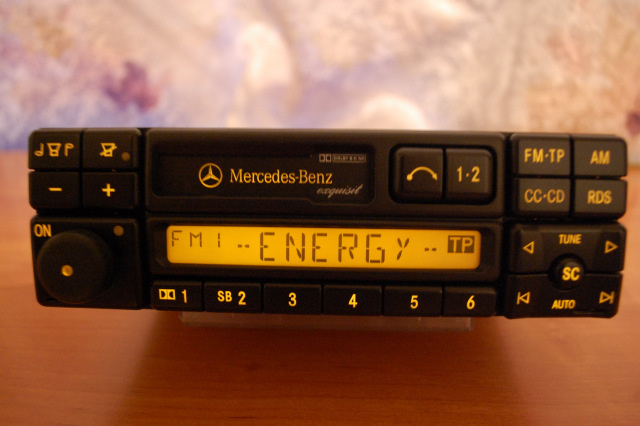 DOLBY B NR
Mercedes-Benz
exquisit
1·2
FM·TP
AM
CC·CD
RDS
- +
ON
FM1 --ENERGY-- TP
TUNE
SC
AUTO
1 SB 2 3 4 5 6